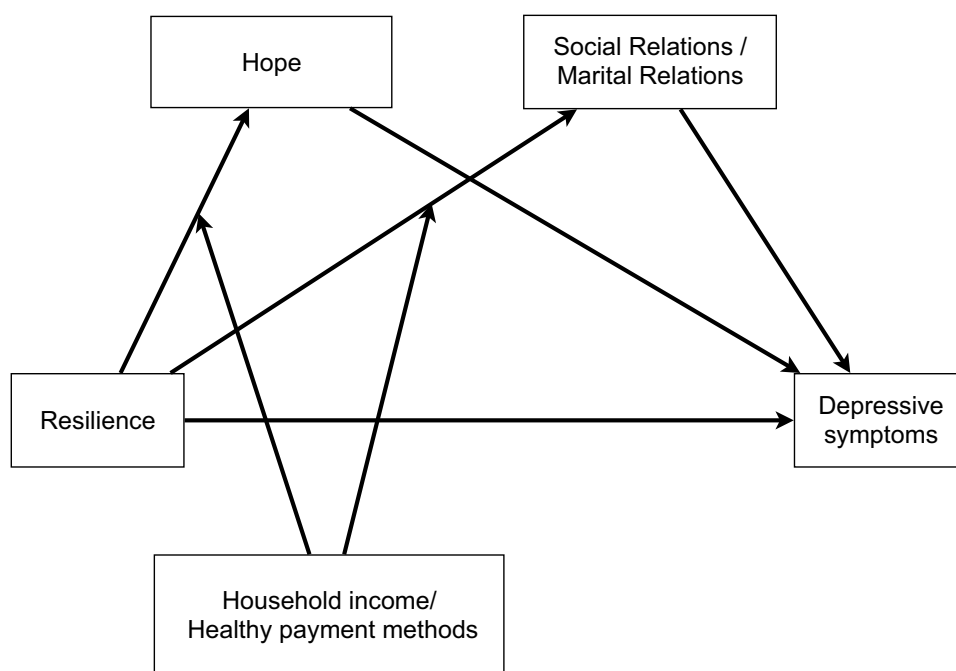 Hope
Social Relations /
Marital Relations
Resilience
Depressive
symptoms
Household income/
Healthy payment methods